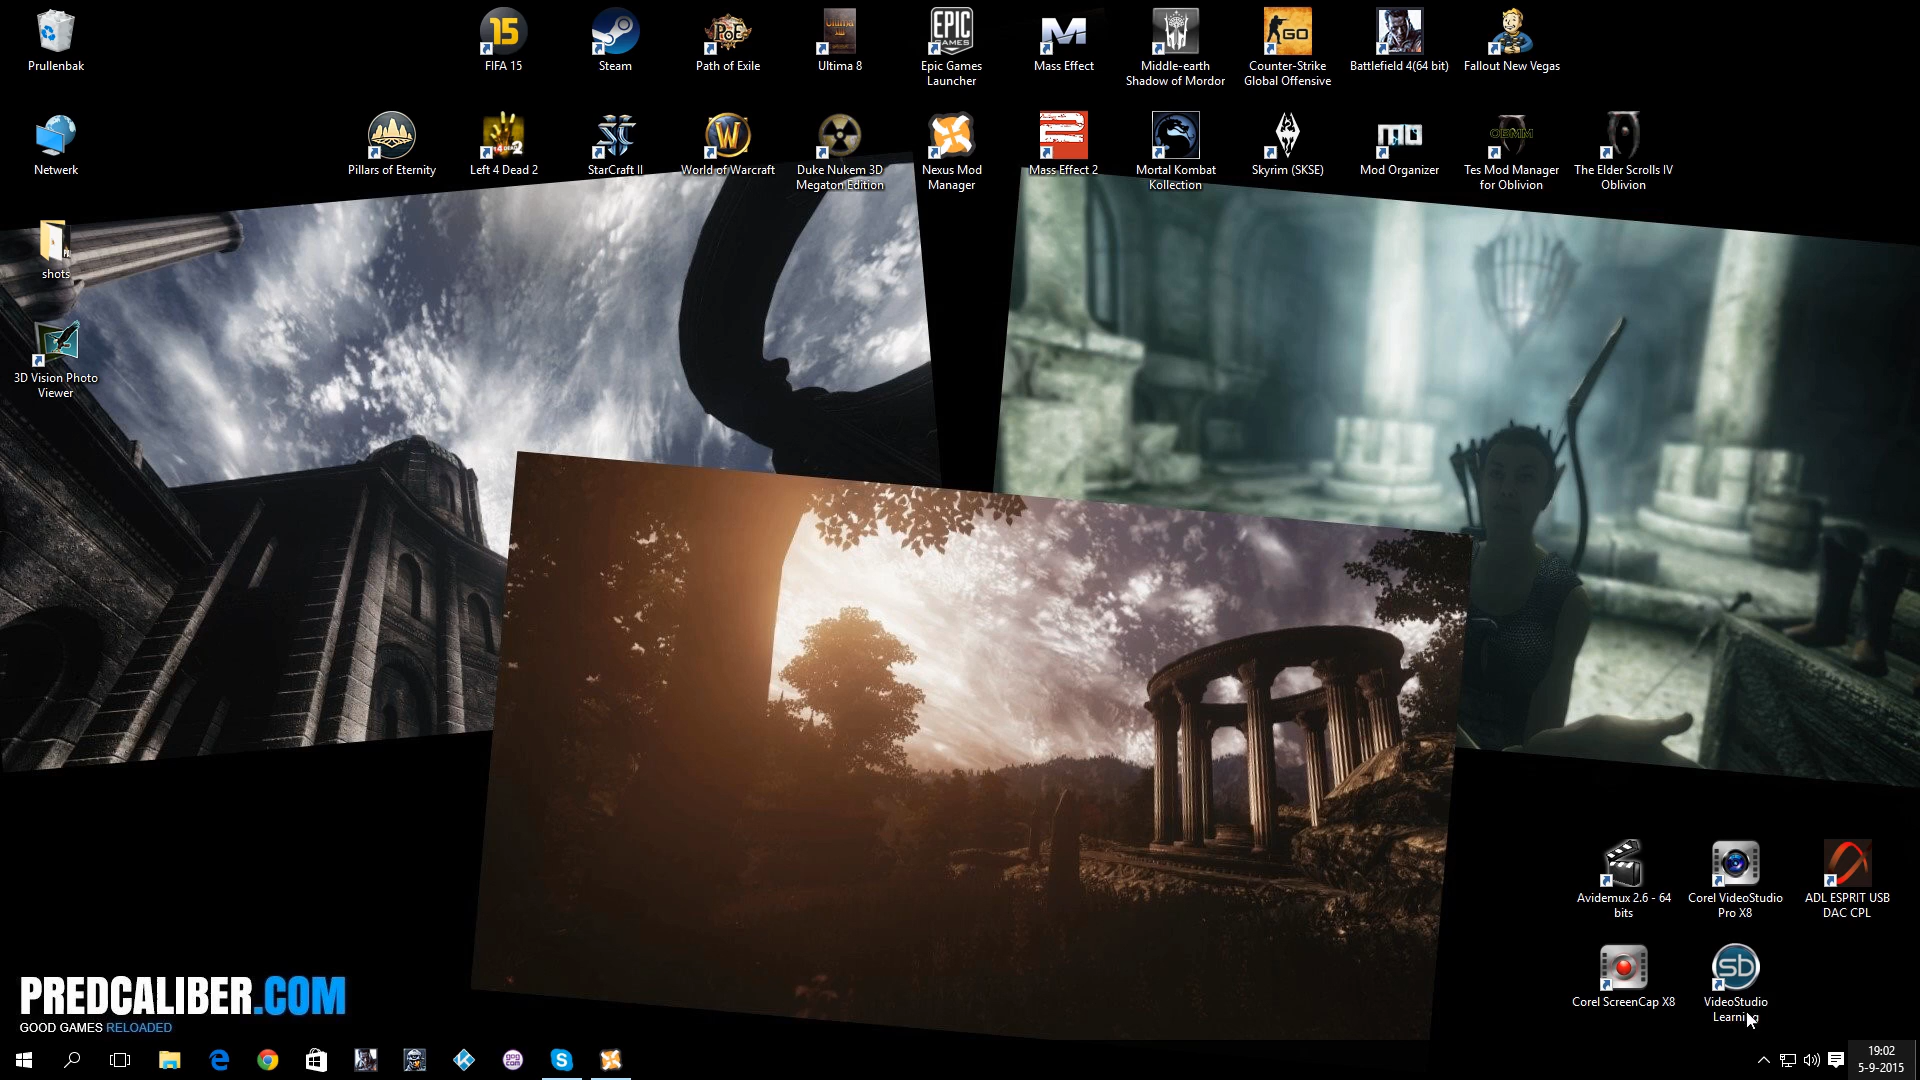 Prullenbak
FIFA 15
Steam
Path of Exile
Ultima 8
Epic Games
Launcher
Mass Effect
Middle-earth
Shadow of Mordor
Counter-Strike
Global Offensive
Battlefield 4(64 bit)
Fallout New Vegas
Netwerk
Pillars of Eternity
Left 4 Dead 2
StarCraft II
World of Warcraft
Duke Nukem 3D
Megaton Edition
Nexus Mod
Manager
Mass Effect 2
Mortal Kombat
Kollection
Skyrim (SKSE)
Mod Organizer
Tes Mod Manager
for Oblivion
The Elder Scrolls IV
Oblivion
shots
3D Vision Photo
Viewer
Avidemux 2.6 - 64
bits
Corel VideoStudio
Pro X8
ADL ESPRIT USB
DAC CPL
Corel ScreenCap X8
VideoStudio
Learning
PREDCALIBER.COM
GOOD GAMES RELOADED
19:02
5-9-2015